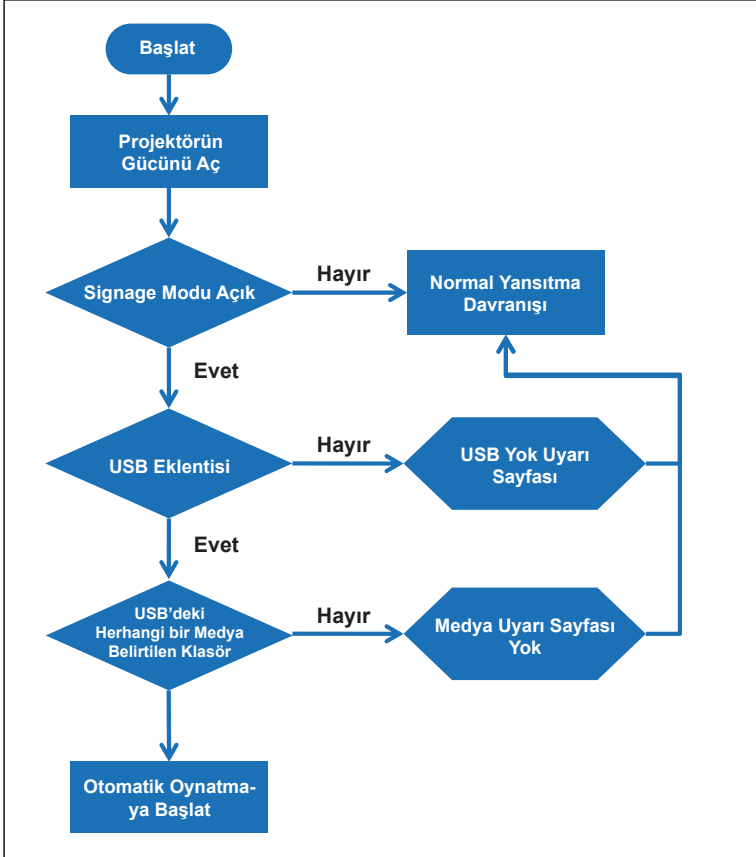 Başlat
Projektörün
Gücünü Aç
Signage Modu Açık
Hayır
Normal Yansıtma
Davranışı
Evet
USB Eklentisi
Hayır
USB Yok Uyarı
Sayfası
Evet
USB'deki
Herhangi bir Medya
Belirtilen Klasör
Hayır
Medya Uyarı Sayfası
Yok
Otomatik Oynatma-
ya Başlat